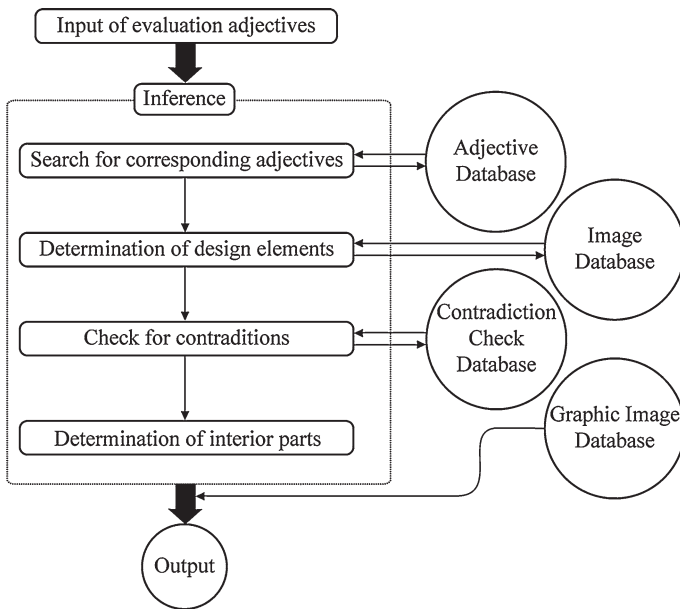 Input of evaluation adjectives
Inference
Search for corresponding adjectives
Adjective
Database
Determination of design elements
Image
Database
Check for contraditions
Contradiction
Check
Database
Determination of interior parts
Graphic Image
Database
Output